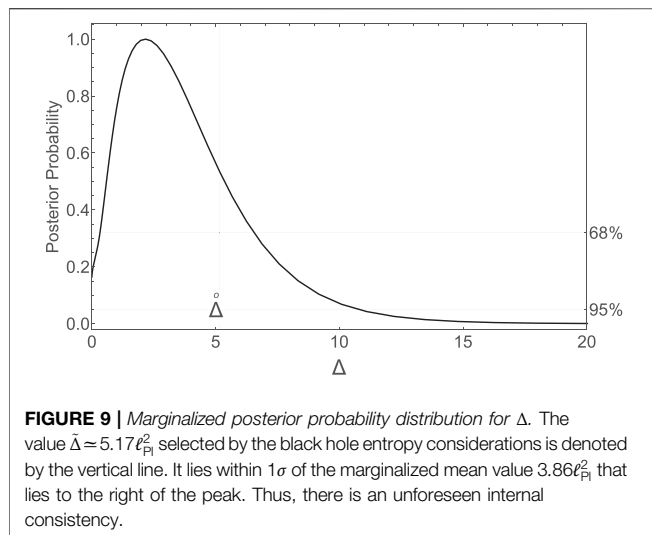 Posterior Probability
1.0
0.8
0.6
0.4
0.2
0.0
68%
95%
Δ̊
0 5 10 15 20
Δ
FIGURE 9 | Marginalized posterior probability distribution for Δ. The
value Δ̃ ≃ 5.17ℓ²Pl selected by the black hole entropy considerations is denoted
by the vertical line. It lies within 1σ of the marginalized mean value 3.86ℓ²Pl that
lies to the right of the peak. Thus, there is an unforeseen internal
consistency.